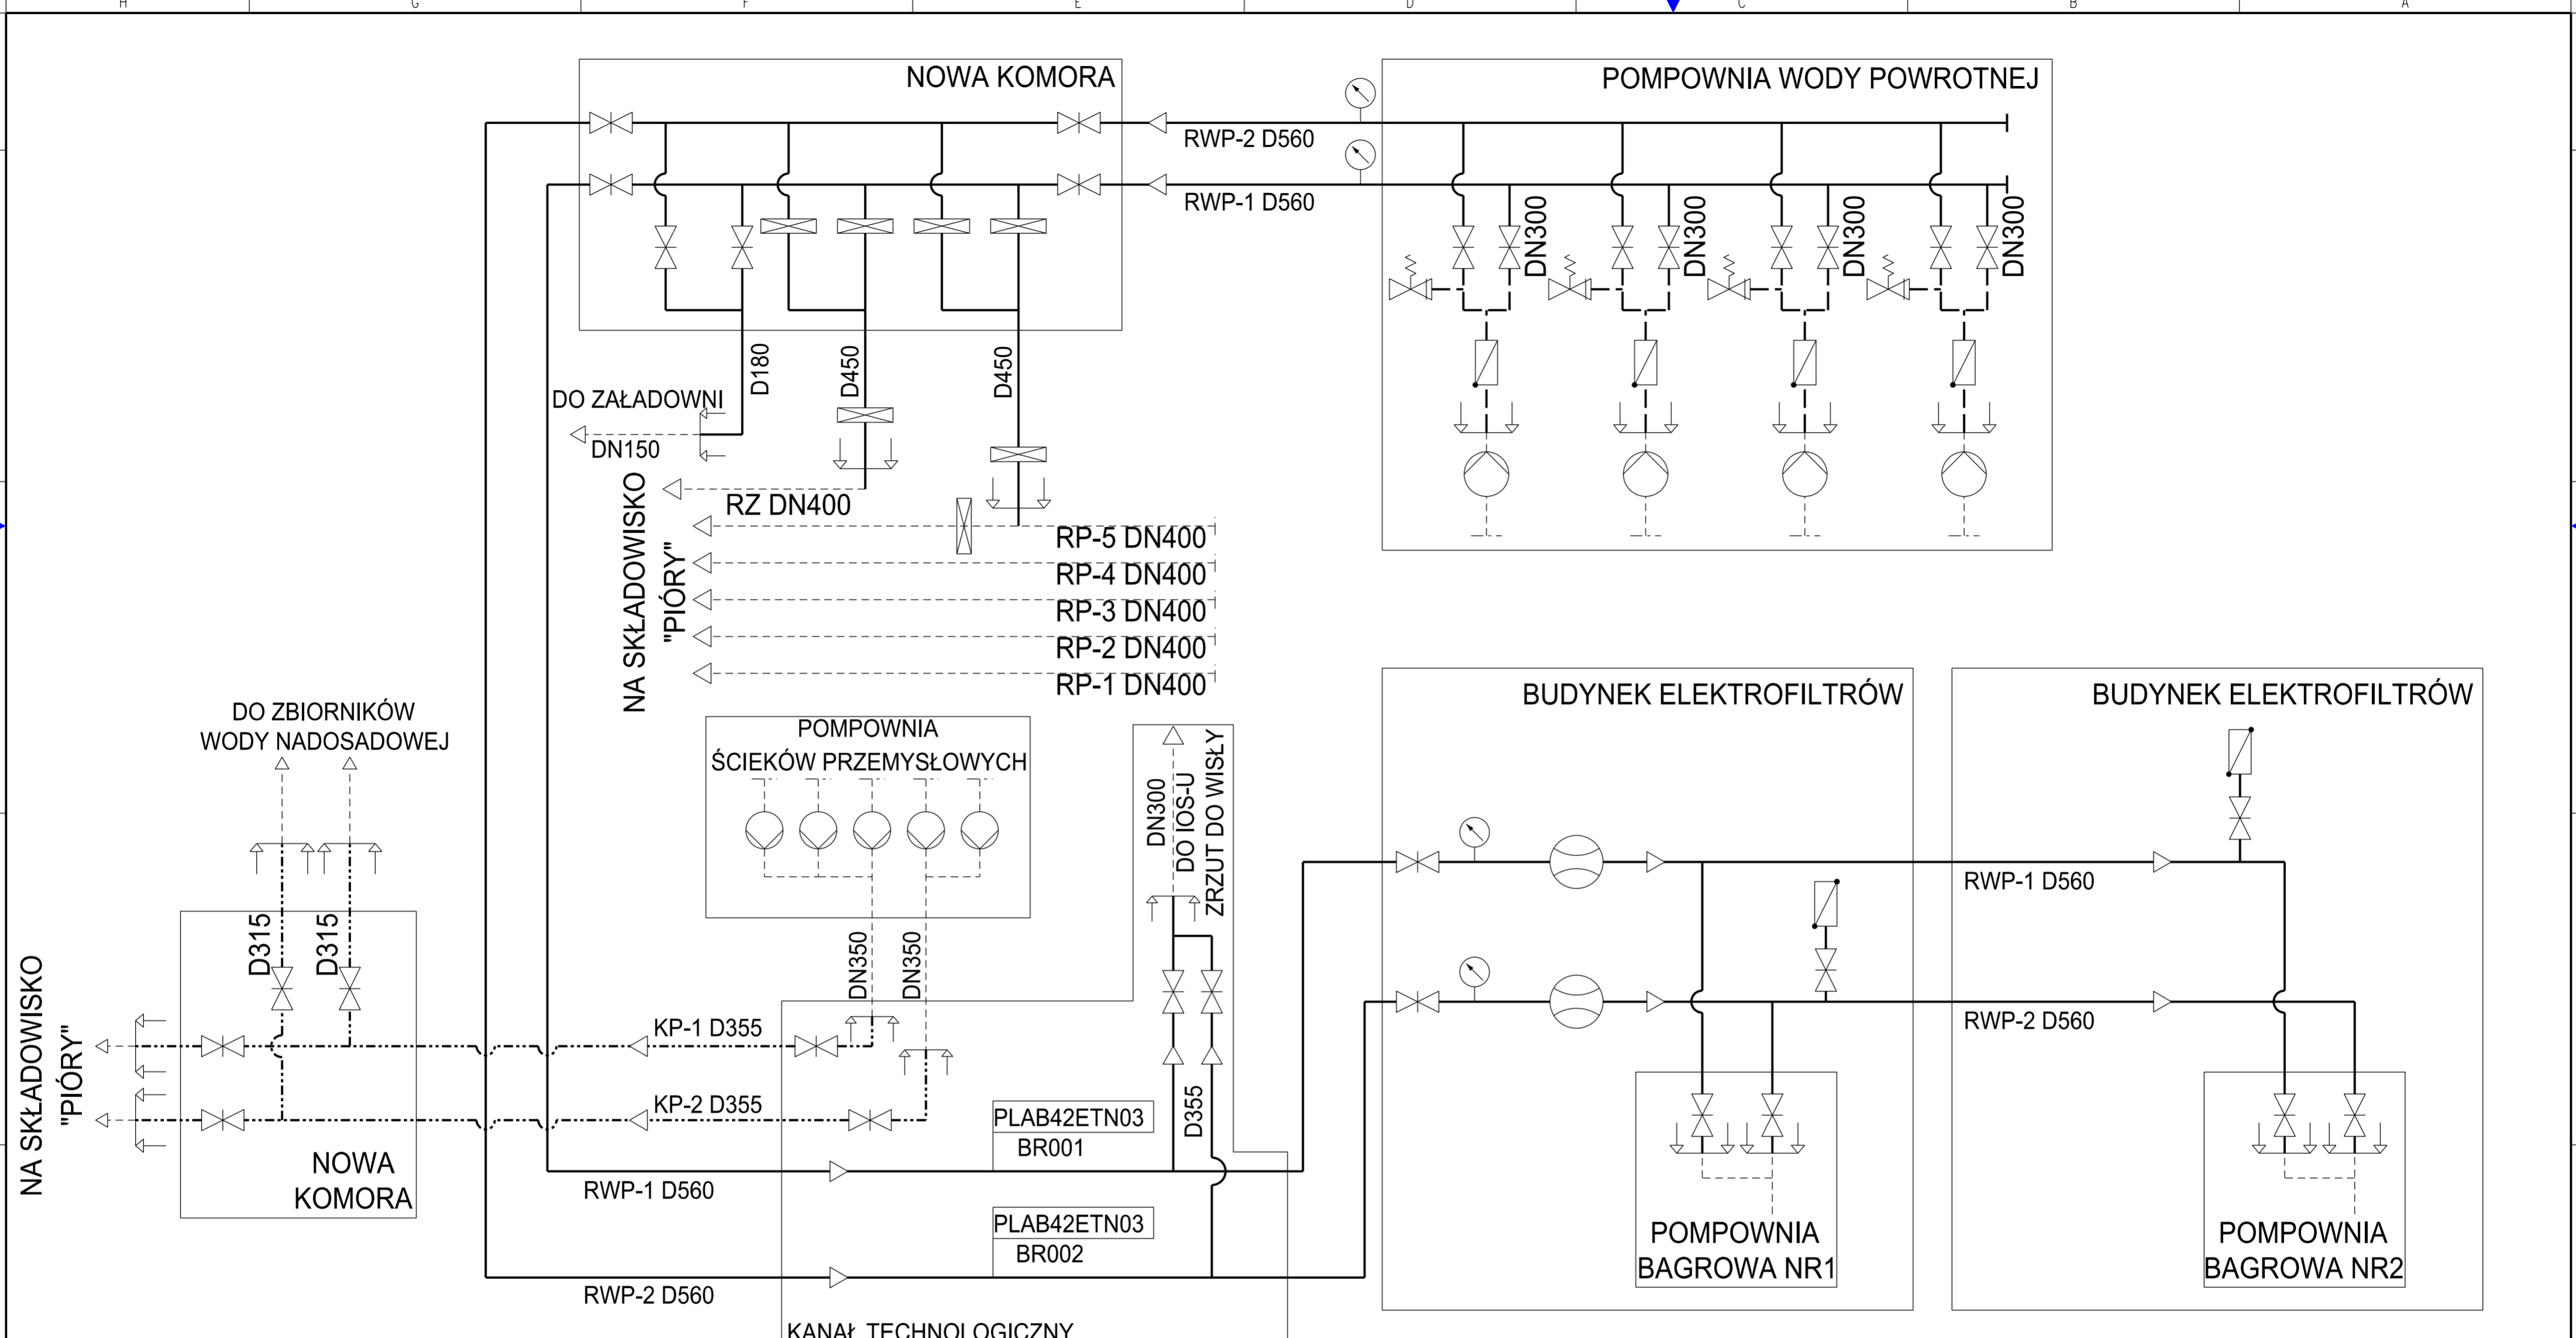 H G F E D C B A
NOWA KOMORA
POMPOWNIA WODY POWROTNEJ
RWP-2 D560
RWP-1 D560
DN300
DN300
DN300
DN300
D180
D450
D450
DO ZAŁADOWNI
DN150
NA SKŁADOWISKO
"PIÓRY"
RZ DN400
RP-5 DN400
RP-4 DN400
RP-3 DN400
RP-2 DN400
RP-1 DN400
DO ZBIORNIKÓW
WODY NADOSADOWEJ
POMPOWNIA
ŚCIEKÓW PRZEMYSŁOWYCH
DN300
DO IOS-U
ZRZUT DO WISŁY
BUDYNEK ELEKTROFILTRÓW
BUDYNEK ELEKTROFILTRÓW
RWP-1 D560
RWP-2 D560
D315
D315
DN350
DN350
NA SKŁADOWISKO
"PIÓRY"
KP-1 D355
KP-2 D355
NOWA
KOMORA
PLAB42ETN03
BR001
D355
RWP-1 D560
PLAB42ETN03
BR002
RWP-2 D560
POMPOWNIA
BAGROWA NR1
POMPOWNIA
BAGROWA NR2
KANAŁ TECHNOLOGICZNY